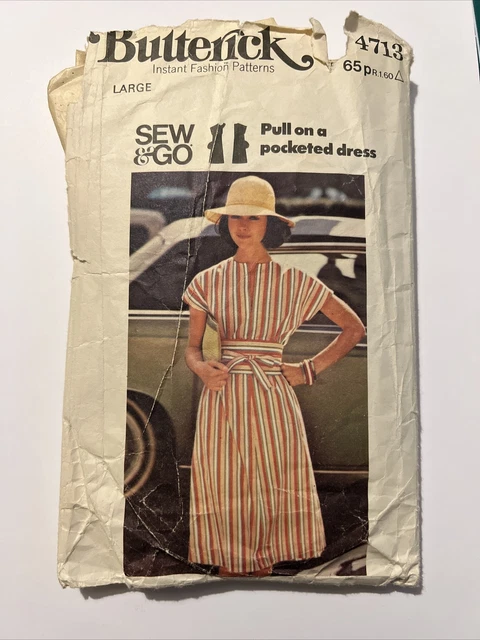 Butterick
4713
Instant Fashion Patterns
65p R1.60 △
LARGE
SEW
&GO
Pull on a
pocketed dress